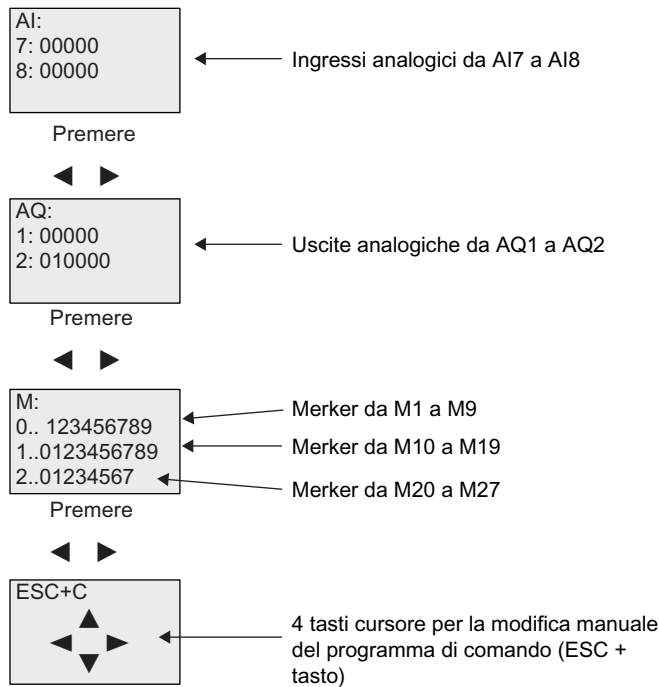 AI:
7: 00000
8: 00000
Ingressi analogici da AI7 a AI8
Premere
AQ:
1: 00000
2: 010000
Uscite analogiche da AQ1 a AQ2
Premere
M:
0.. 123456789
1..0123456789
2..01234567
Merker da M1 a M9
Merker da M10 a M19
Merker da M20 a M27
Premere
ESC+C
4 tasti cursore per la modifica manuale
del programma di comando (ESC +
tasto)